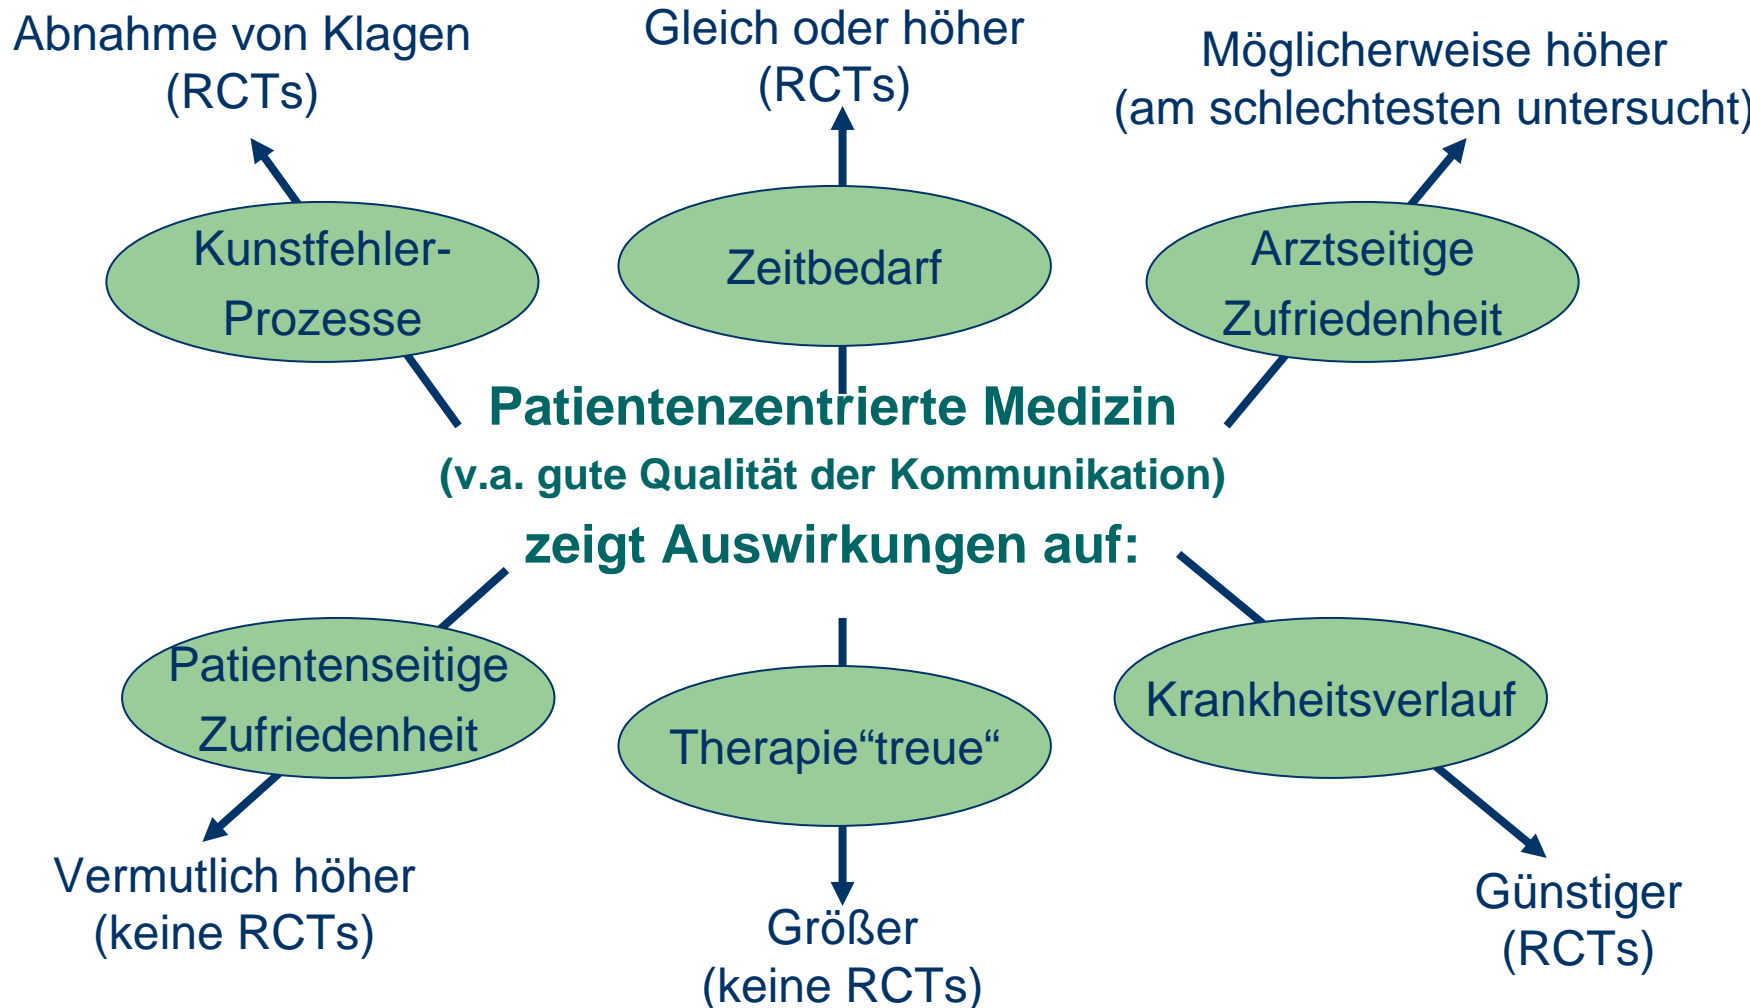 Abnahme von Klagen
(RCTs)
Gleich oder höher
(RCTs)
Möglicherweise höher
(am schlechtesten untersucht)
Kunstfehler-
Prozesse
Zeitbedarf
Arztseitige
Zufriedenheit
Patientenzentrierte Medizin
(v.a. gute Qualität der Kommunikation)
zeigt Auswirkungen auf:
Patientenseitige
Zufriedenheit
Therapie“treue“
Krankheitsverlauf
Vermutlich höher
(keine RCTs)
Größer
(keine RCTs)
Günstiger
(RCTs)